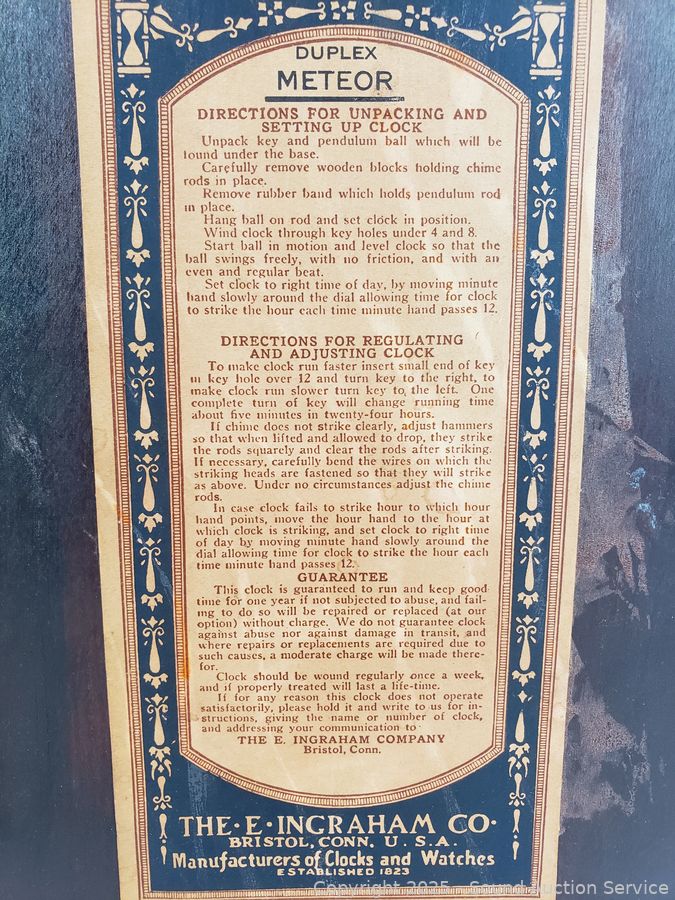 DUPLEX
METEOR
DIRECTIONS FOR UNPACKING AND
SETTING UP CLOCK
Unpack key and pendulum ball which will be
found under the base.
Carefully remove wooden blocks holding chime
rods in place.
Remove rubber band which holds pendulum rod
in place.
Hang ball on rod and set clock in position.
Wind clock through key holes under 4 and 8.
Start ball in motion and level clock so that the
ball swings freely, with no friction, and with an
even and regular beat.
Set clock to right time of day, by moving minute
hand slowly around the dial allowing time for clock
to strike the hour each time minute hand passes 12.
DIRECTIONS FOR REGULATING
AND ADJUSTING CLOCK
To make clock run faster insert small end of key
in key hole over 12 and turn key to the right, to
make clock run slower turn key to, the left. One
complete turn of key will change running time
about five minutes in twenty-four hours.
If chime does not strike clearly, adjust hammers
so that when lifted and allowed to drop, they strike
the rods squarely and clear the rods after striking.
If necessary, carefully bend the wires on which the
striking heads are fastened so that they will strike
as above. Under no circumstances adjust the chime
rods.
In case clock fails to strike hour to which hour
hand points, move the hour hand to the hour at
which clock is striking, and set clock to right time
of day by moving minute hand slowly around the
dial allowing time for clock to strike the hour each
time minute hand passes 12.
GUARANTEE
This clock is guaranteed to run and keep good
time for one year if not subjected to abuse, and fail-
ing to do so will be repaired or replaced (at our
option) without charge. We do not guarantee clock
against abuse nor against damage in transit, and
where repairs or replacements are required due to
such causes, a moderate charge will be made there-
for.
Clock should be wound regularly once a week,
and if properly treated will last a life-time.
If for any reason this clock does not operate
satisfactorily, please hold it and write to us for in-
structions, giving the name or number of clock,
and addressing your communication to
THE E. INGRAHAM COMPANY
Bristol, Conn.
THE·E·INGRAHAM CO·
BRISTOL, CONN. U. S. A.
Manufacturers of Clocks and Watches
ESTABLISHED 1823
Copyright 2025 - Sound Auction Service